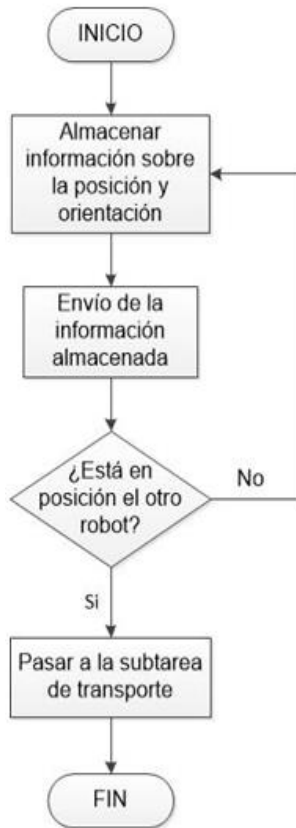 INICIO
Almacenar
información sobre
la posición y
orientación
Envío de la
información
almacenada
¿Está en
posición el otro
robot?
No
Si
Pasar a la subtarea
de transporte
FIN